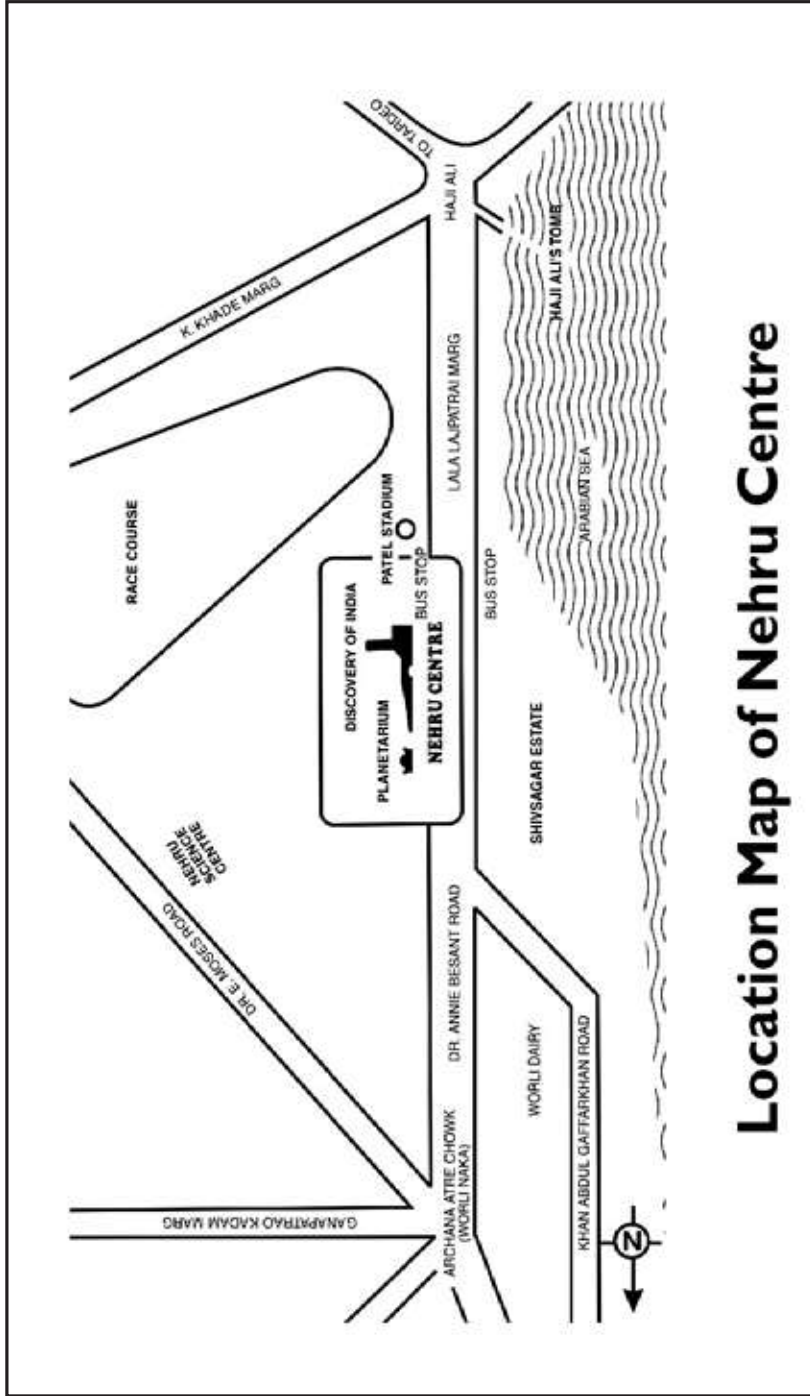 GANAPATRAO KADAM MARG
DR. E. MOSES ROAD
NEHRU
SCIENCE
CENTRE
RACE COURSE
K. KHADE MARG
TO TARDEO
DISCOVERY OF INDIA
PLANETARIUM
PATEL STADIUM
BUS STOP
NEHRU CENTRE
ARCHANA ATRE CHOWK
(WORLI NAKA)
DR. ANNIE BESANT ROAD
LALA LAJPATRAI MARG
HAJI ALI
BUS STOP
WORLI DAIRY
SHIVSAGAR ESTATE
HAJI ALI'S TOMB
KHAN ABDUL GAFFARKHAN ROAD
ARABIAN SEA
N
Location Map of Nehru Centre